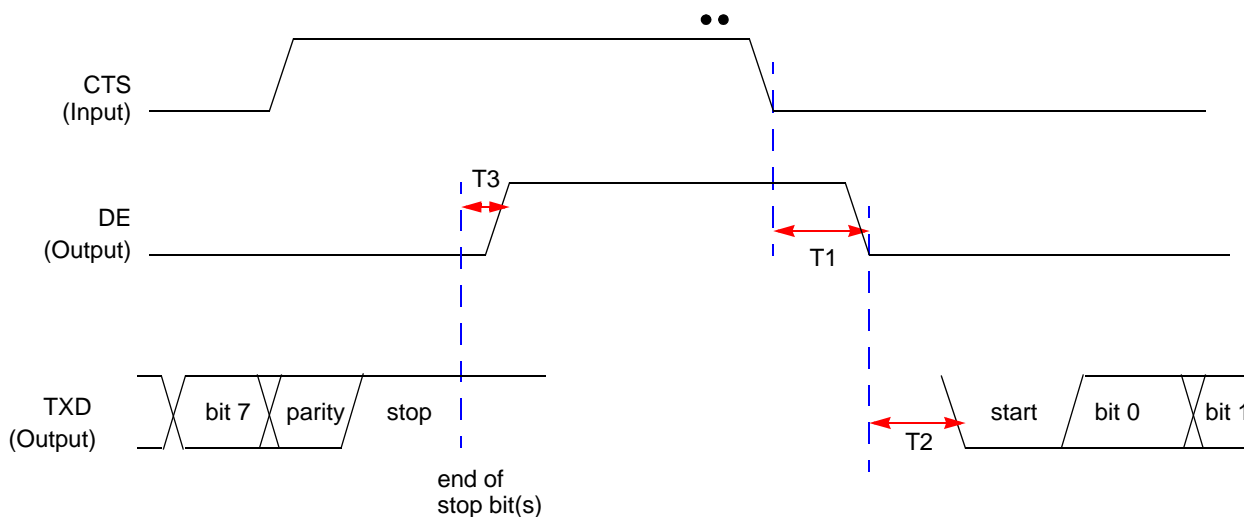 CTS
(Input)
T3
DE
(Output)
T1
TXD
(Output)
bit 7
parity
stop
T2
start
bit 0
bit 1
end of
stop bit(s)